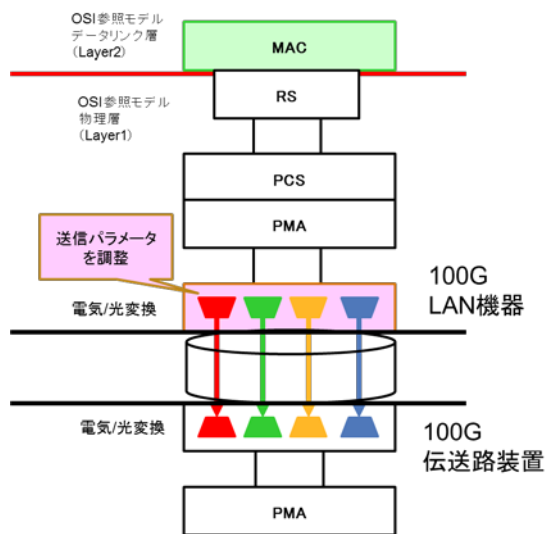 OSI参照モデル
データリンク層
（Layer2）
MAC
RS
OSI参照モデル
物理層
（Layer1）
PCS
PMA
送信パラメータ
を調整
100G
LAN機器
電気/光変換
電気/光変換
100G
伝送路装置
PMA